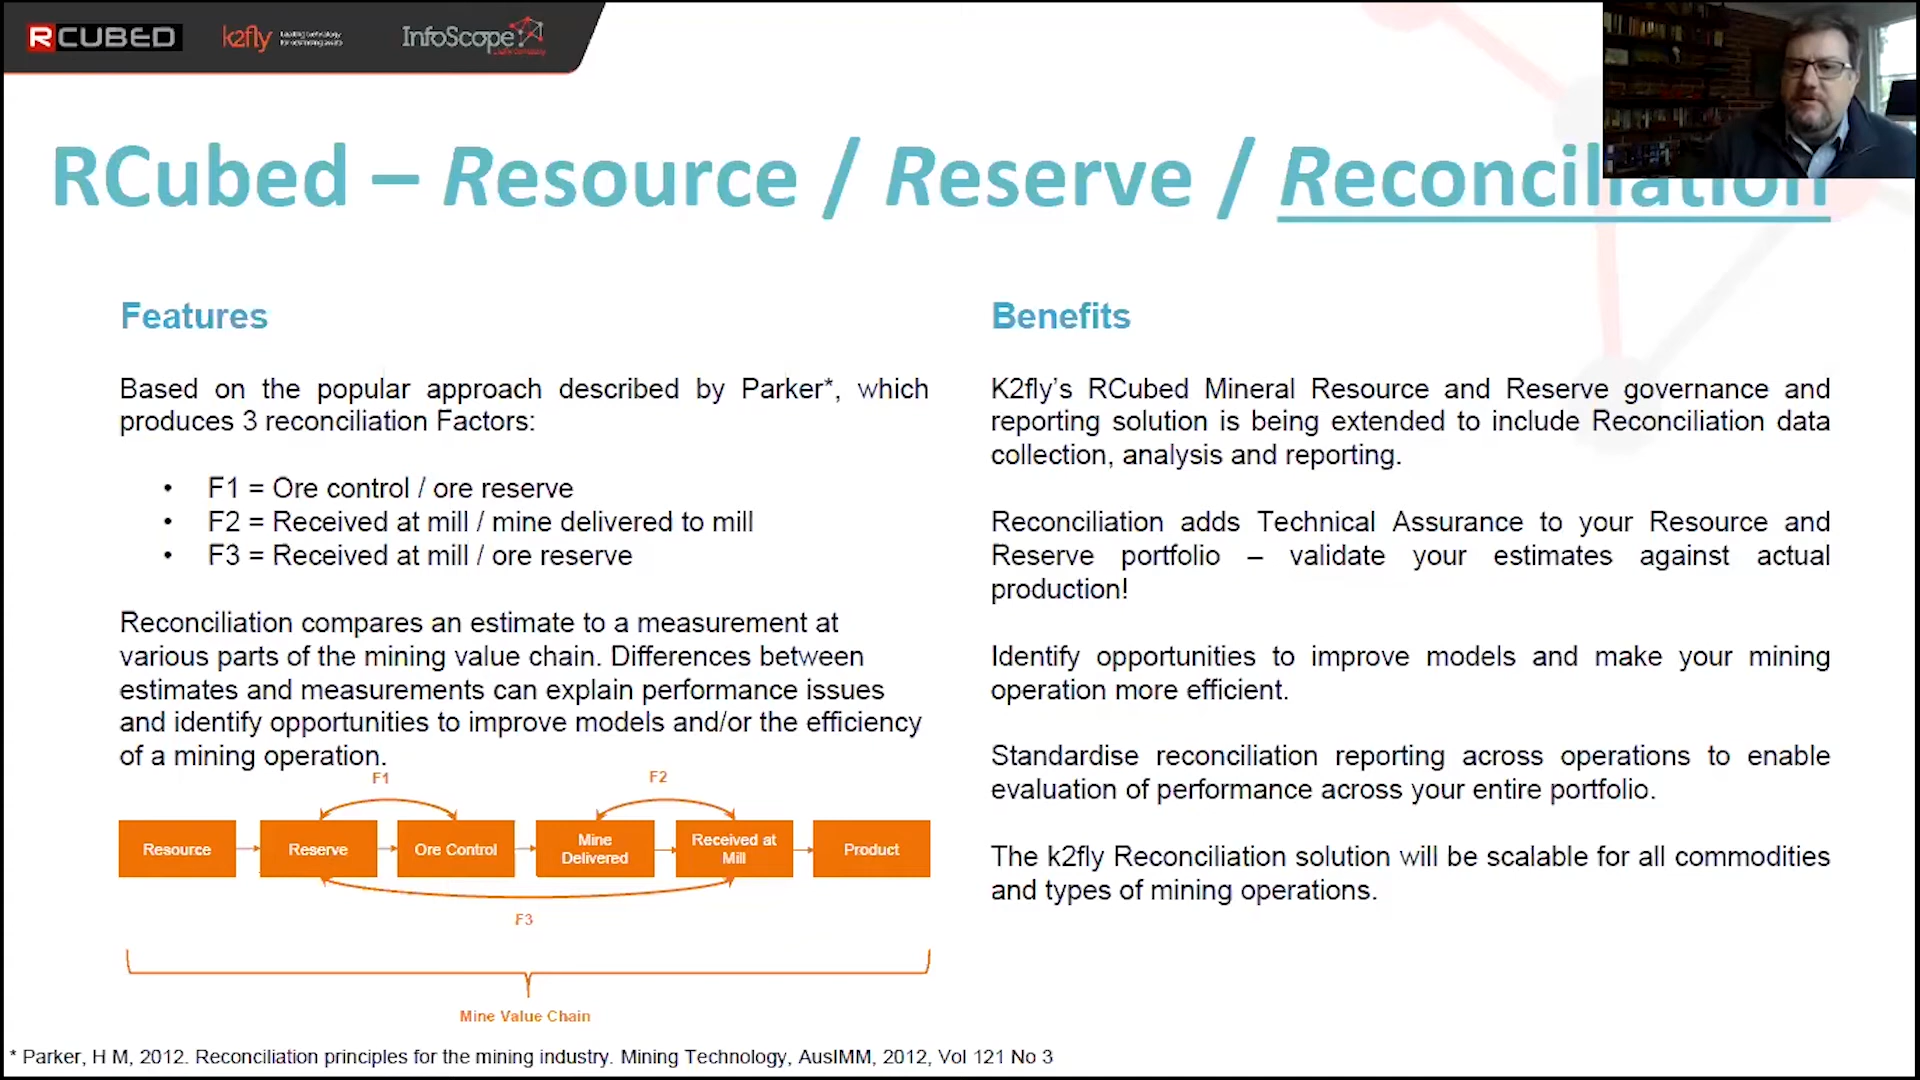 RCUBED
k2fly
InfoScope
RCubed – Resource / Reserve / Reconciliation
Features
Based on the popular approach described by Parker*, which
produces 3 reconciliation Factors:
• F1 = Ore control / ore reserve
• F2 = Received at mill / mine delivered to mill
• F3 = Received at mill / ore reserve
Reconciliation compares an estimate to a measurement at
various parts of the mining value chain. Differences between
estimates and measurements can explain performance issues
and identify opportunities to improve models and/or the efficiency
of a mining operation.
F1
F2
Resource
Reserve
Ore Control
Mine
Delivered
Received at
Mill
Product
F3
Mine Value Chain
Benefits
K2fly's RCubed Mineral Resource and Reserve governance and
reporting solution is being extended to include Reconciliation data
collection, analysis and reporting.
Reconciliation adds Technical Assurance to your Resource and
Reserve portfolio – validate your estimates against actual
production!
Identify opportunities to improve models and make your mining
operation more efficient.
Standardise reconciliation reporting across operations to enable
evaluation of performance across your entire portfolio.
The k2fly Reconciliation solution will be scalable for all commodities
and types of mining operations.
* Parker, H M, 2012. Reconciliation principles for the mining industry. Mining Technology, AusIMM, 2012, Vol 121 No 3